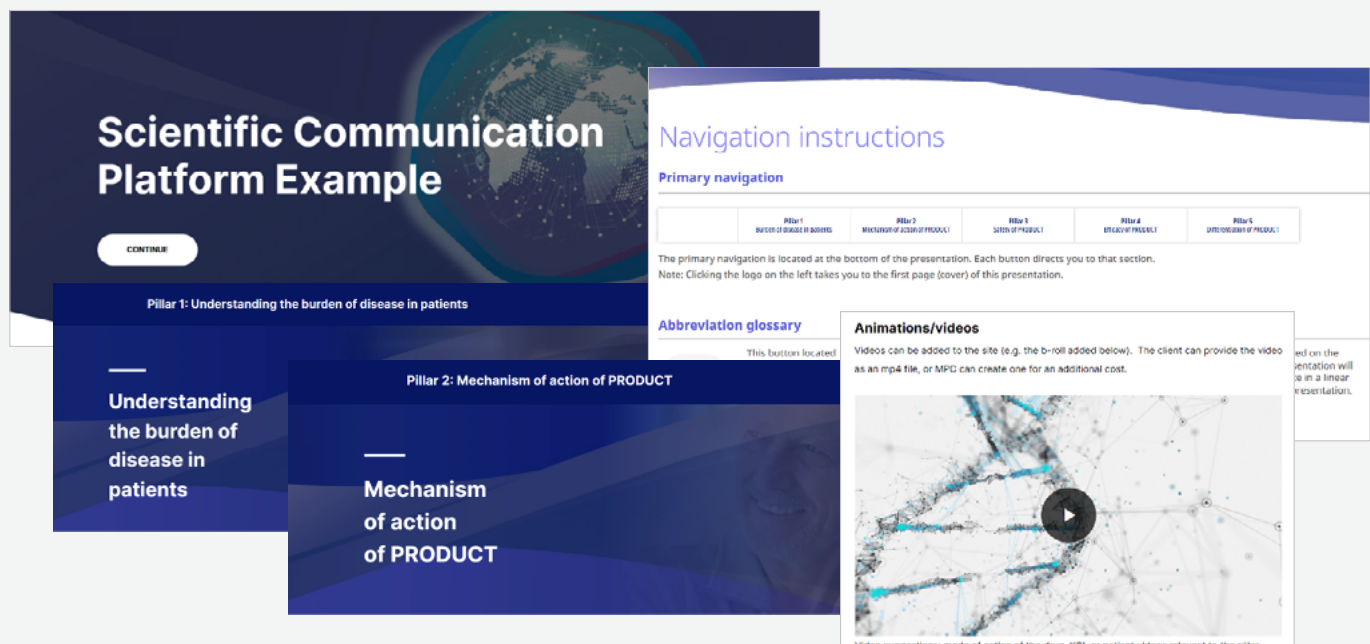 Scientific Communication
Platform Example
CONTINUE
Navigation instructions
Primary navigation
Pillar 1
Burden of disease in patients
Pillar 2
Mechanism of action of PRODUCT
Pillar 3
Safety of PRODUCT
Pillar 4
Efficacy of PRODUCT
Pillar 5
Differentiation of PRODUCT
The primary navigation is located at the bottom of the presentation. Each button directs you to that section.
Note: Clicking the logo on the left takes you to the first page (cover) of this presentation.
Abbreviation glossary
This button located
ed on the
sentation will
e in a linear
presentation.
Pillar 1: Understanding the burden of disease in patients
Understanding
the burden of
disease in
patients
Pillar 2: Mechanism of action of PRODUCT
Mechanism
of action
of PRODUCT
Animations/videos
Videos can be added to the site (e.g. the b-roll added below). The client can provide the video
as an mp4 file, or MPC can create one for an additional cost.